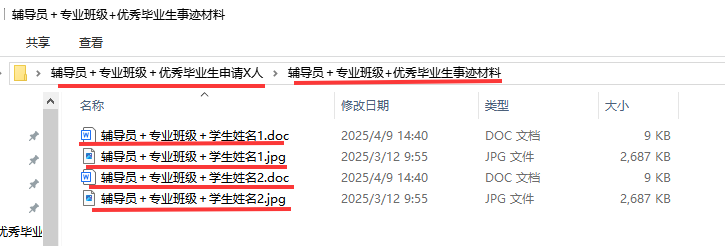 辅导员＋专业班级+优秀毕业生事迹材料
共享 查看
辅导员＋专业班级＋优秀毕业生申请X人 › 辅导员＋专业班级+优秀毕业生事迹材料
名称 修改日期 类型 大小
辅导员＋专业班级＋学生姓名1.doc 2025/4/9 14:40 DOC 文档 9 KB
辅导员＋专业班级＋学生姓名1.jpg 2025/3/12 9:55 JPG 文件 2,687 KB
辅导员＋专业班级＋学生姓名2.doc 2025/4/9 14:40 DOC 文档 9 KB
辅导员＋专业班级＋学生姓名2.jpg 2025/3/12 9:55 JPG 文件 2,687 KB
优秀毕业生